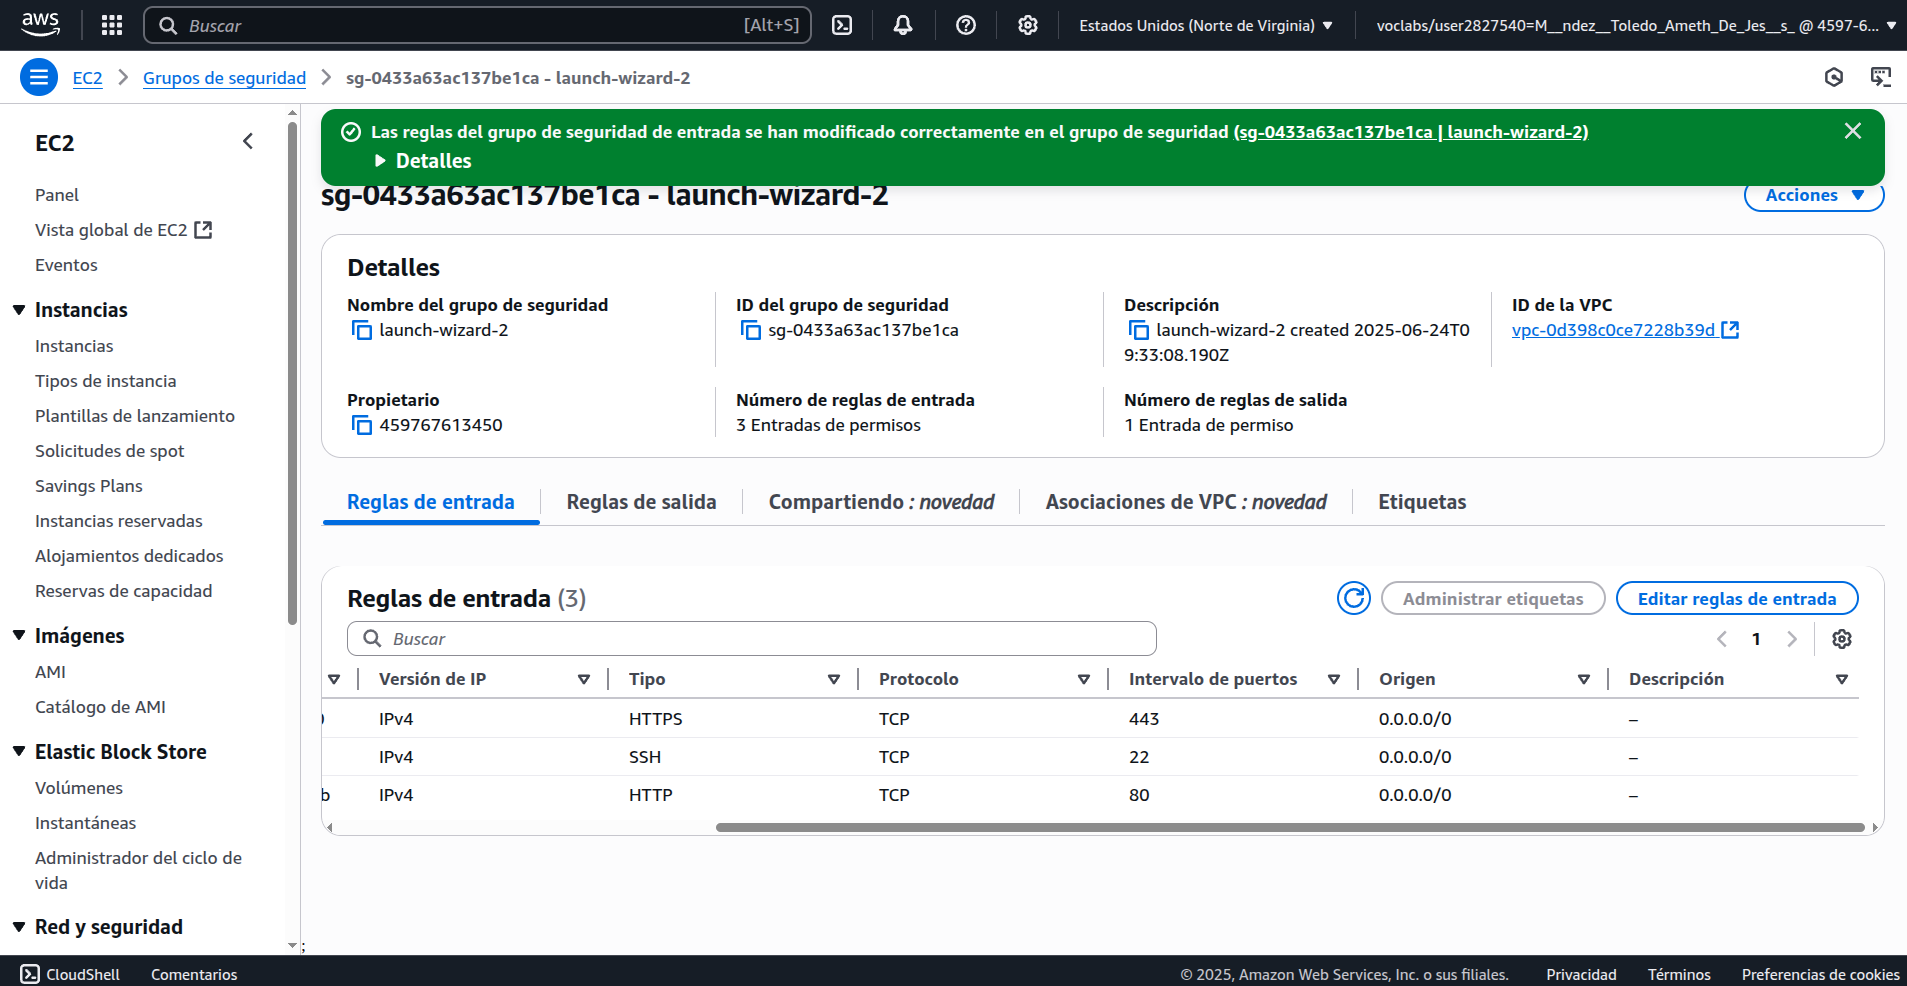 aws
Buscar
[Alt+S]
Estados Unidos (Norte de Virginia)
voclabs/user2827540=M__ndez__Toledo_Ameth_De_Jes__s_ @ 4597-6...
EC2
Grupos de seguridad
sg-0433a63ac137be1ca - launch-wizard-2
EC2
Panel
Vista global de EC2
Eventos
Instancias
Instancias
Tipos de instancia
Plantillas de lanzamiento
Solicitudes de spot
Savings Plans
Instancias reservadas
Alojamientos dedicados
Reservas de capacidad
Imágenes
AMI
Catálogo de AMI
Elastic Block Store
Volúmenes
Instantáneas
Administrador del ciclo de
vida
Red y seguridad
Las reglas del grupo de seguridad de entrada se han modificado correctamente en el grupo de seguridad (sg-0433a63ac137be1ca | launch-wizard-2)
Detalles
sg-0433a63ac137be1ca - launch-wizard-2
Acciones
Detalles
Nombre del grupo de seguridad
launch-wizard-2
ID del grupo de seguridad
sg-0433a63ac137be1ca
Descripción
launch-wizard-2 created 2025-06-24T0
9:33:08.190Z
ID de la VPC
vpc-0d398c0ce7228b39d
Propietario
459767613450
Número de reglas de entrada
3 Entradas de permisos
Número de reglas de salida
1 Entrada de permiso
Reglas de entrada
Reglas de salida
Compartiendo : novedad
Asociaciones de VPC : novedad
Etiquetas
Reglas de entrada (3)
Administrar etiquetas
Editar reglas de entrada
Buscar
1
Versión de IP Tipo Protocolo Intervalo de puertos Origen Descripción
IPv4 HTTPS TCP 443 0.0.0.0/0 –
IPv4 SSH TCP 22 0.0.0.0/0 –
b IPv4 HTTP TCP 80 0.0.0.0/0 –
;
CloudShell
Comentarios
© 2025, Amazon Web Services, Inc. o sus filiales.
Privacidad
Términos
Preferencias de cookies